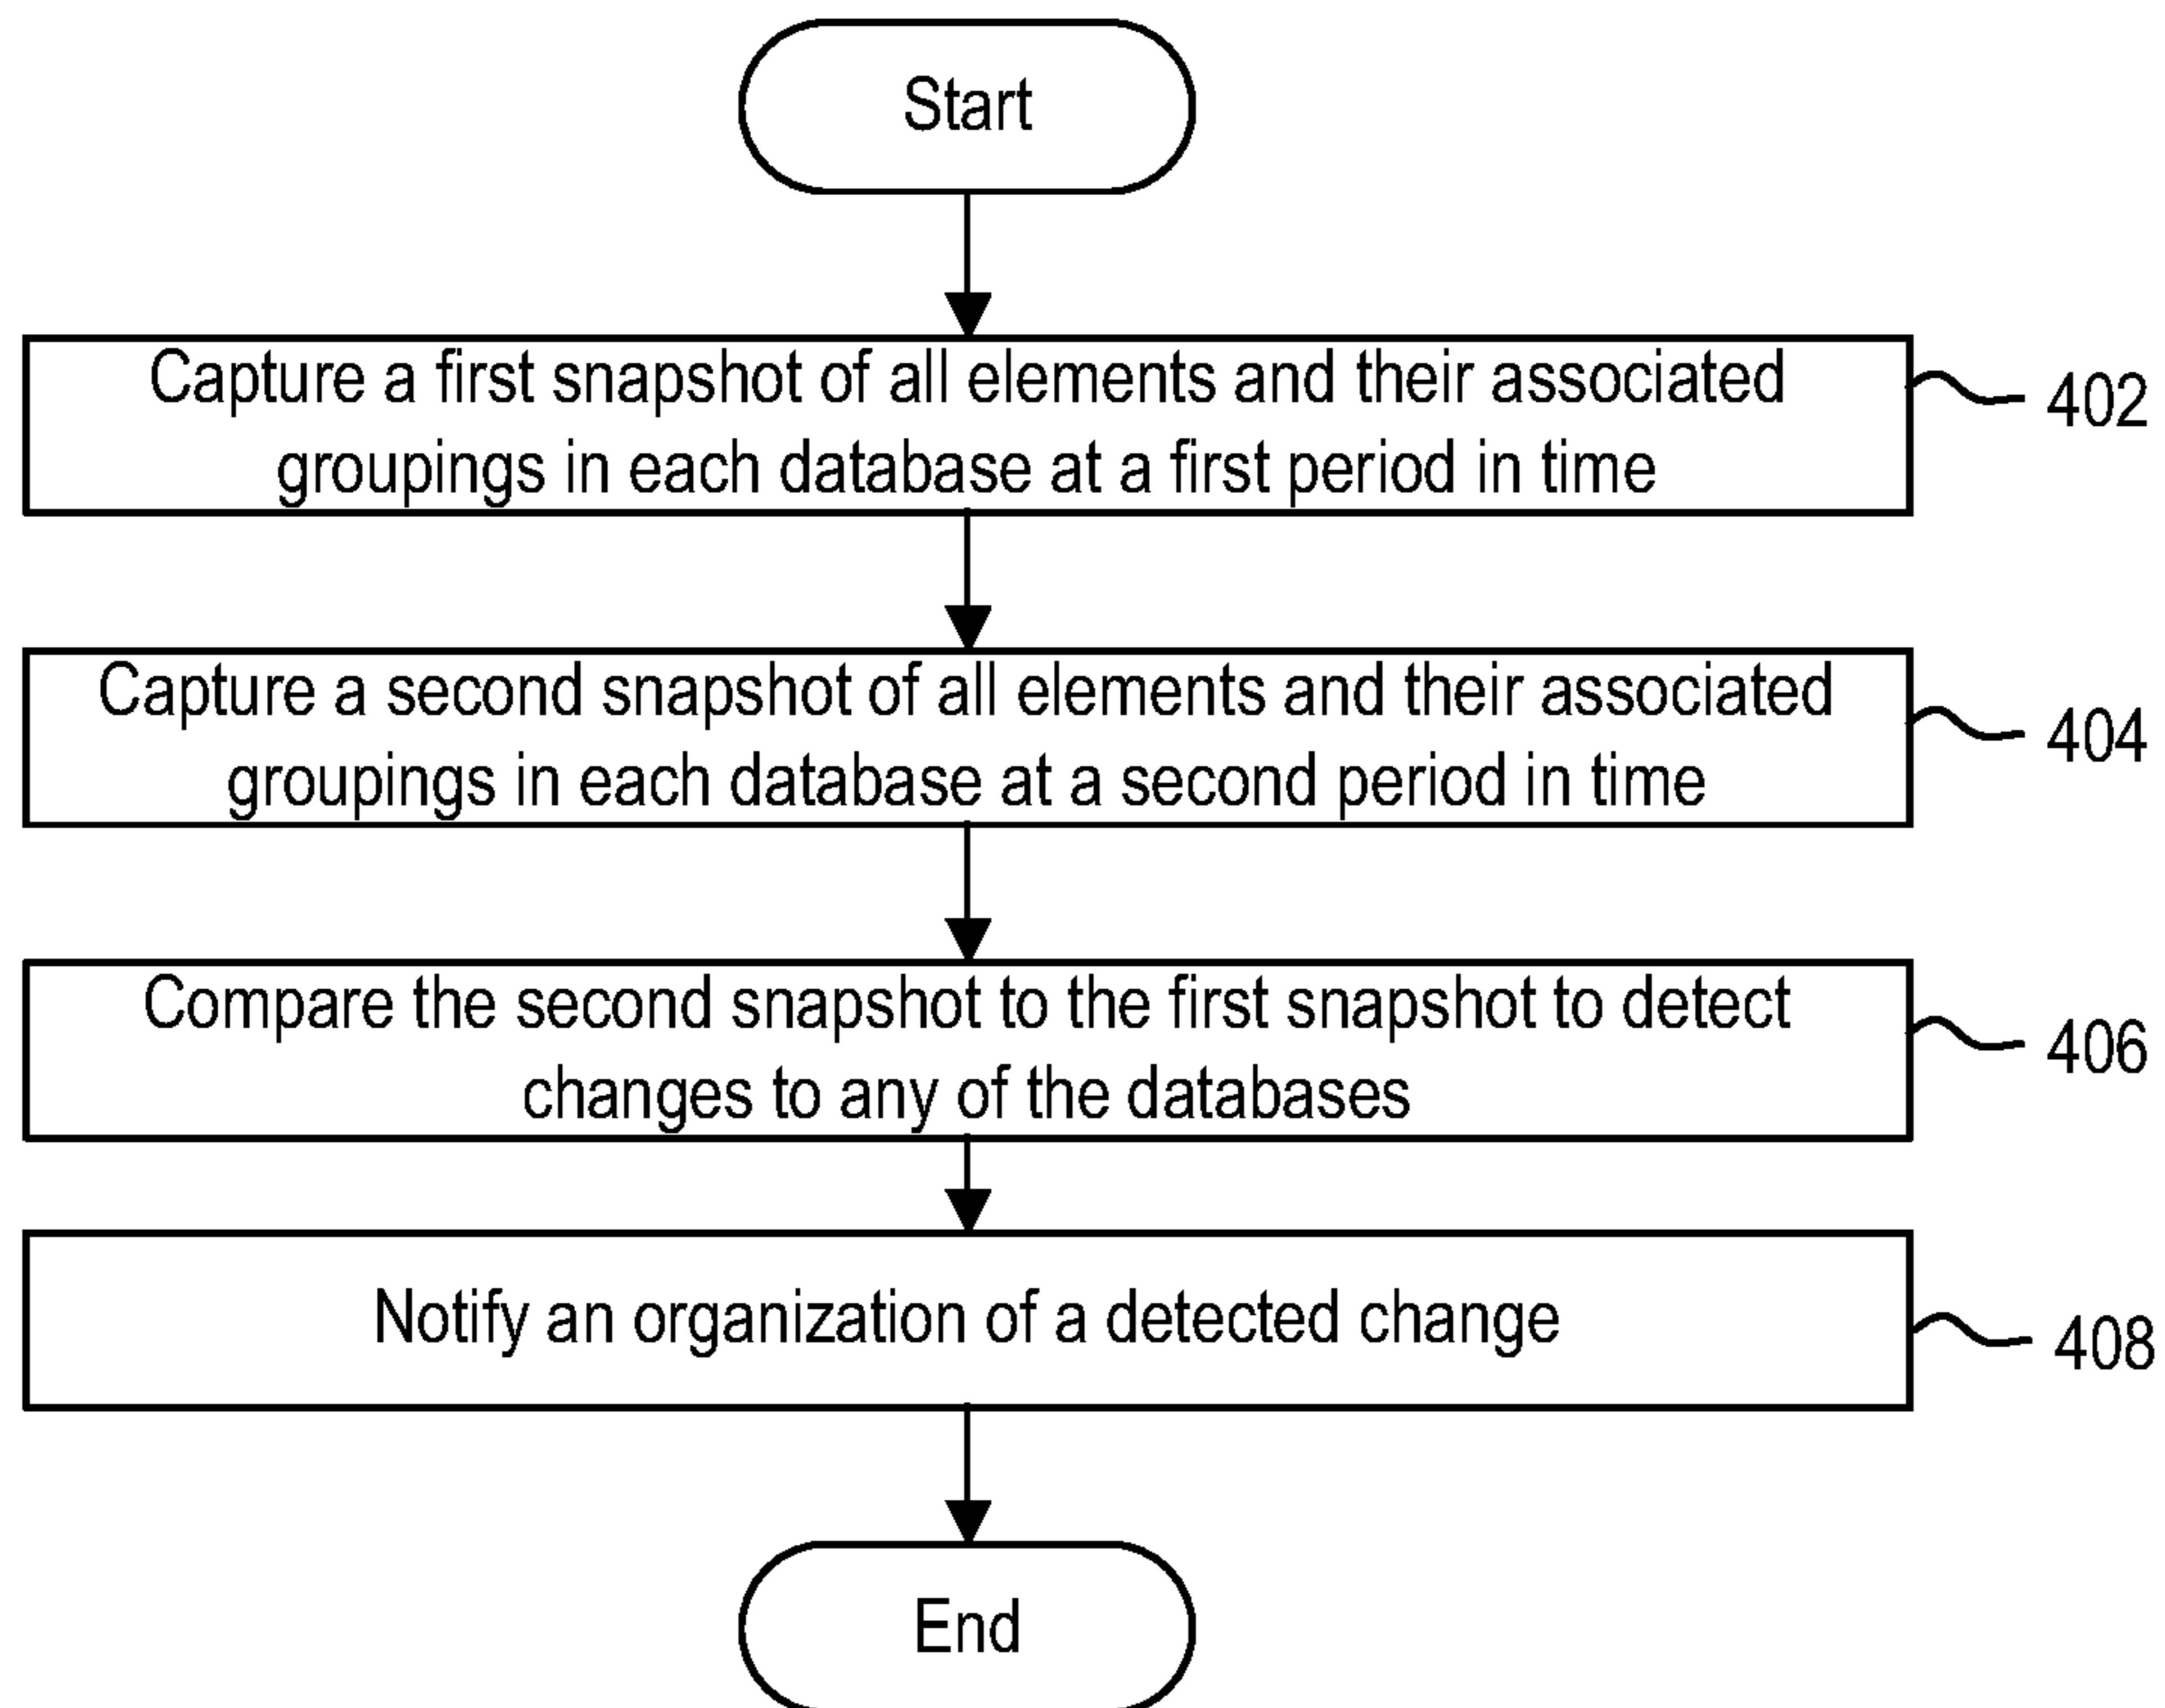 Start
Capture a first snapshot of all elements and their associated
groupings in each database at a first period in time
402
Capture a second snapshot of all elements and their associated
groupings in each database at a second period in time
404
Compare the second snapshot to the first snapshot to detect
changes to any of the databases
406
Notify an organization of a detected change
408
End